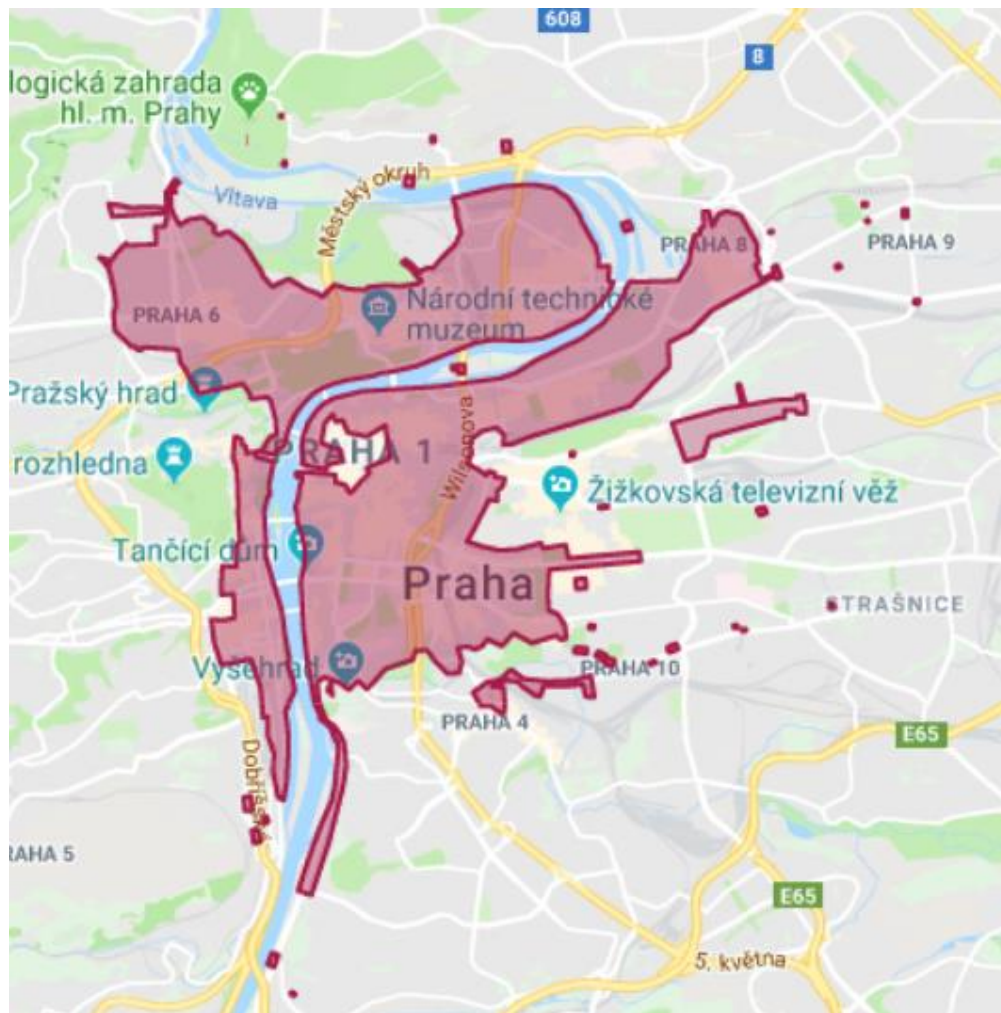 608
8
logická zahrada
hl. m. Prahy
Vltava
Městský okruh
PRAHA 8
PRAHA 9
PRAHA 6
Národní technické
muzeum
Pražský hrad
PRAHA 1
rozhledna
Wilsonova
Žižkovská televizní věž
Tančící dům
Praha
STRAŠNICE
Vyšehrad
PRAHA 10
PRAHA 4
E65
Dobříšská
RAHA 5
E65
5. května